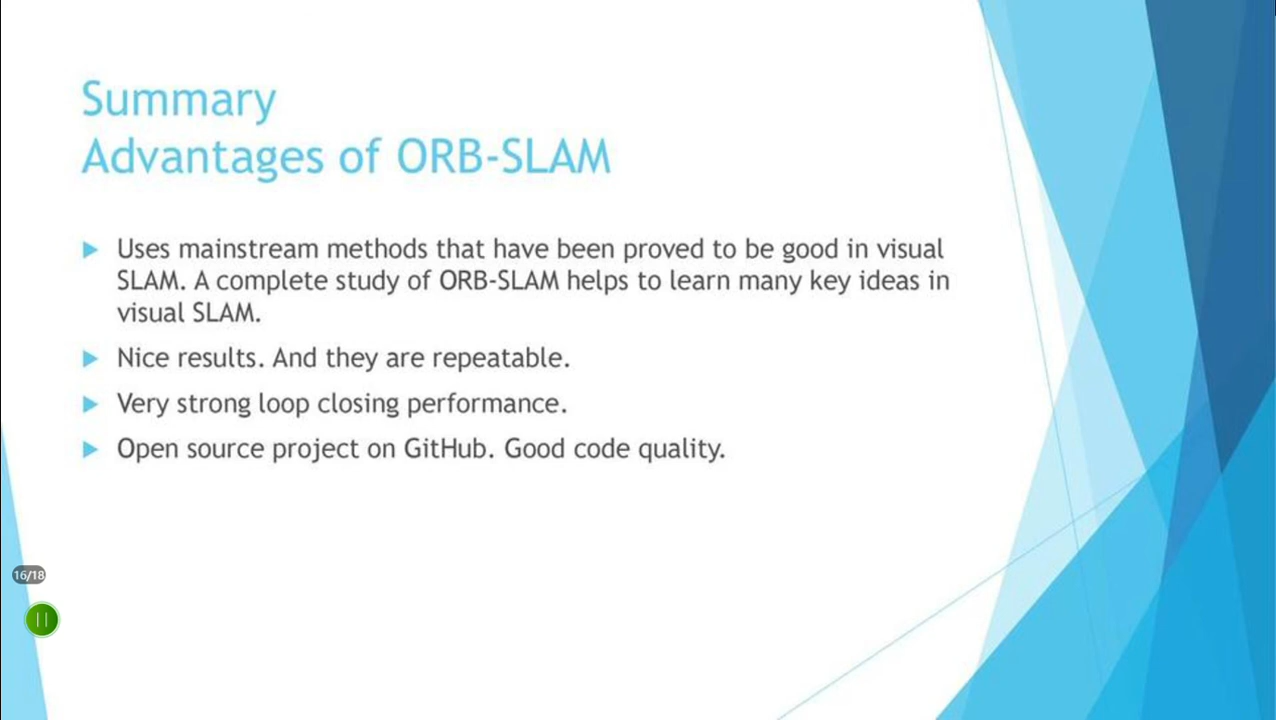 Summary
Advantages of ORB-SLAM
Uses mainstream methods that have been proved to be good in visual
SLAM. A complete study of ORB-SLAM helps to learn many key ideas in
visual SLAM.
Nice results. And they are repeatable.
Very strong loop closing performance.
Open source project on GitHub. Good code quality.
16/18